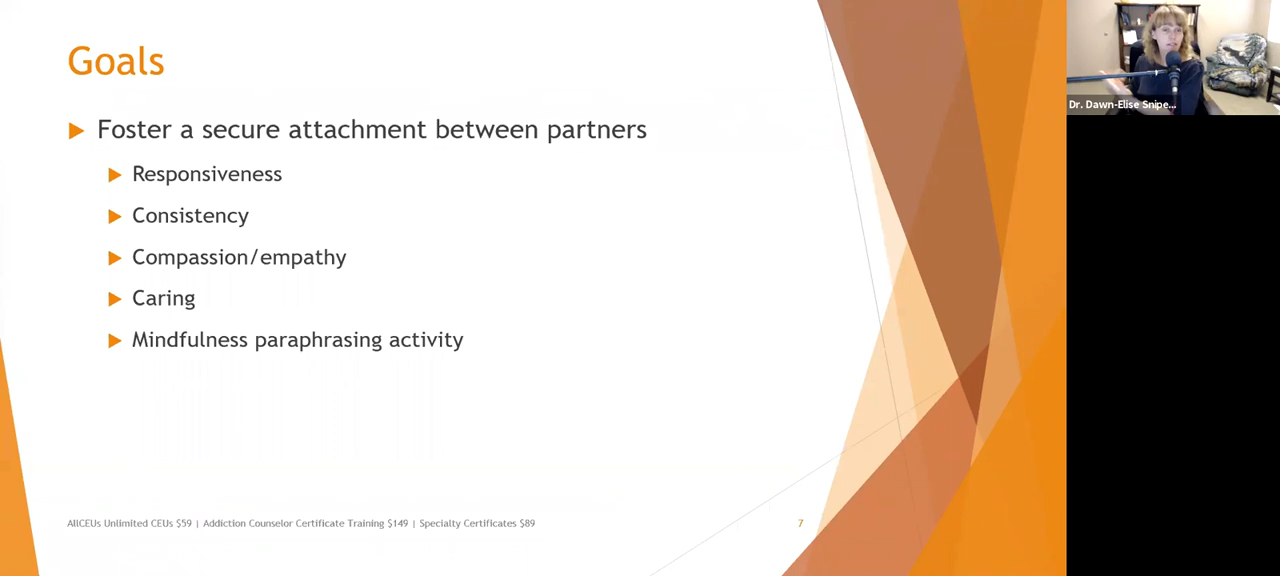 Goals
Foster a secure attachment between partners
Responsiveness
Consistency
Compassion/empathy
Caring
Mindfulness paraphrasing activity
AllCEUs Unlimited CEUs $59 | Addiction Counselor Certificate Training $149 | Specialty Certificates $89
7
Dr. Dawn-Elise Snipe...